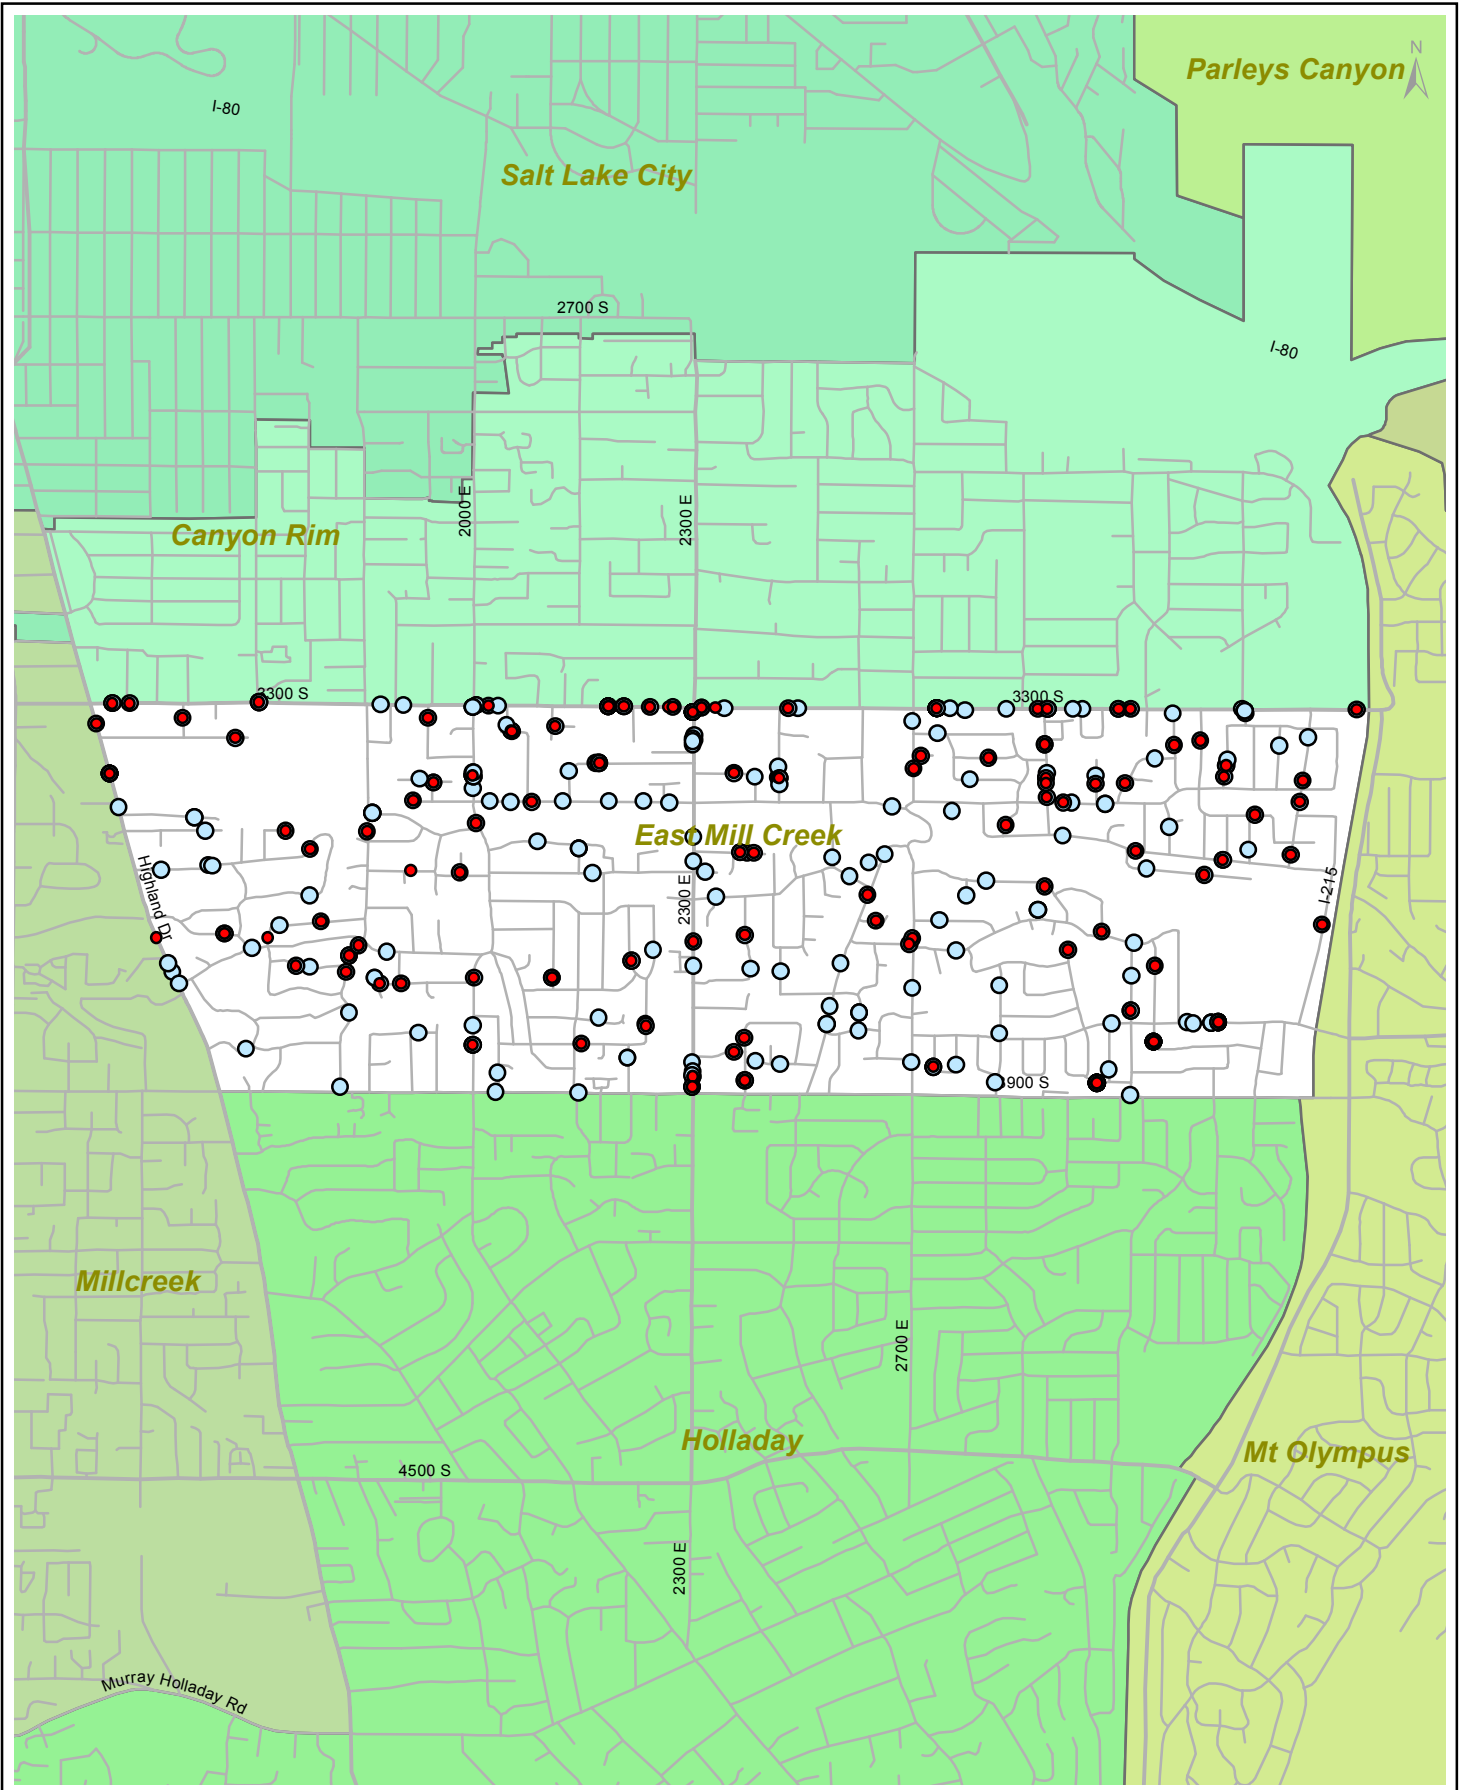 N
Parleys Canyon
I-80
Salt Lake City
2700 S
I-80
2000 E
2300 E
Canyon Rim
3300 S
3300 S
East Mill Creek
Highland Dr
2300 E
I-215
3900 S
Millcreek
2700 E
Holladay
Mt Olympus
4500 S
2300 E
Murray Holladay Rd